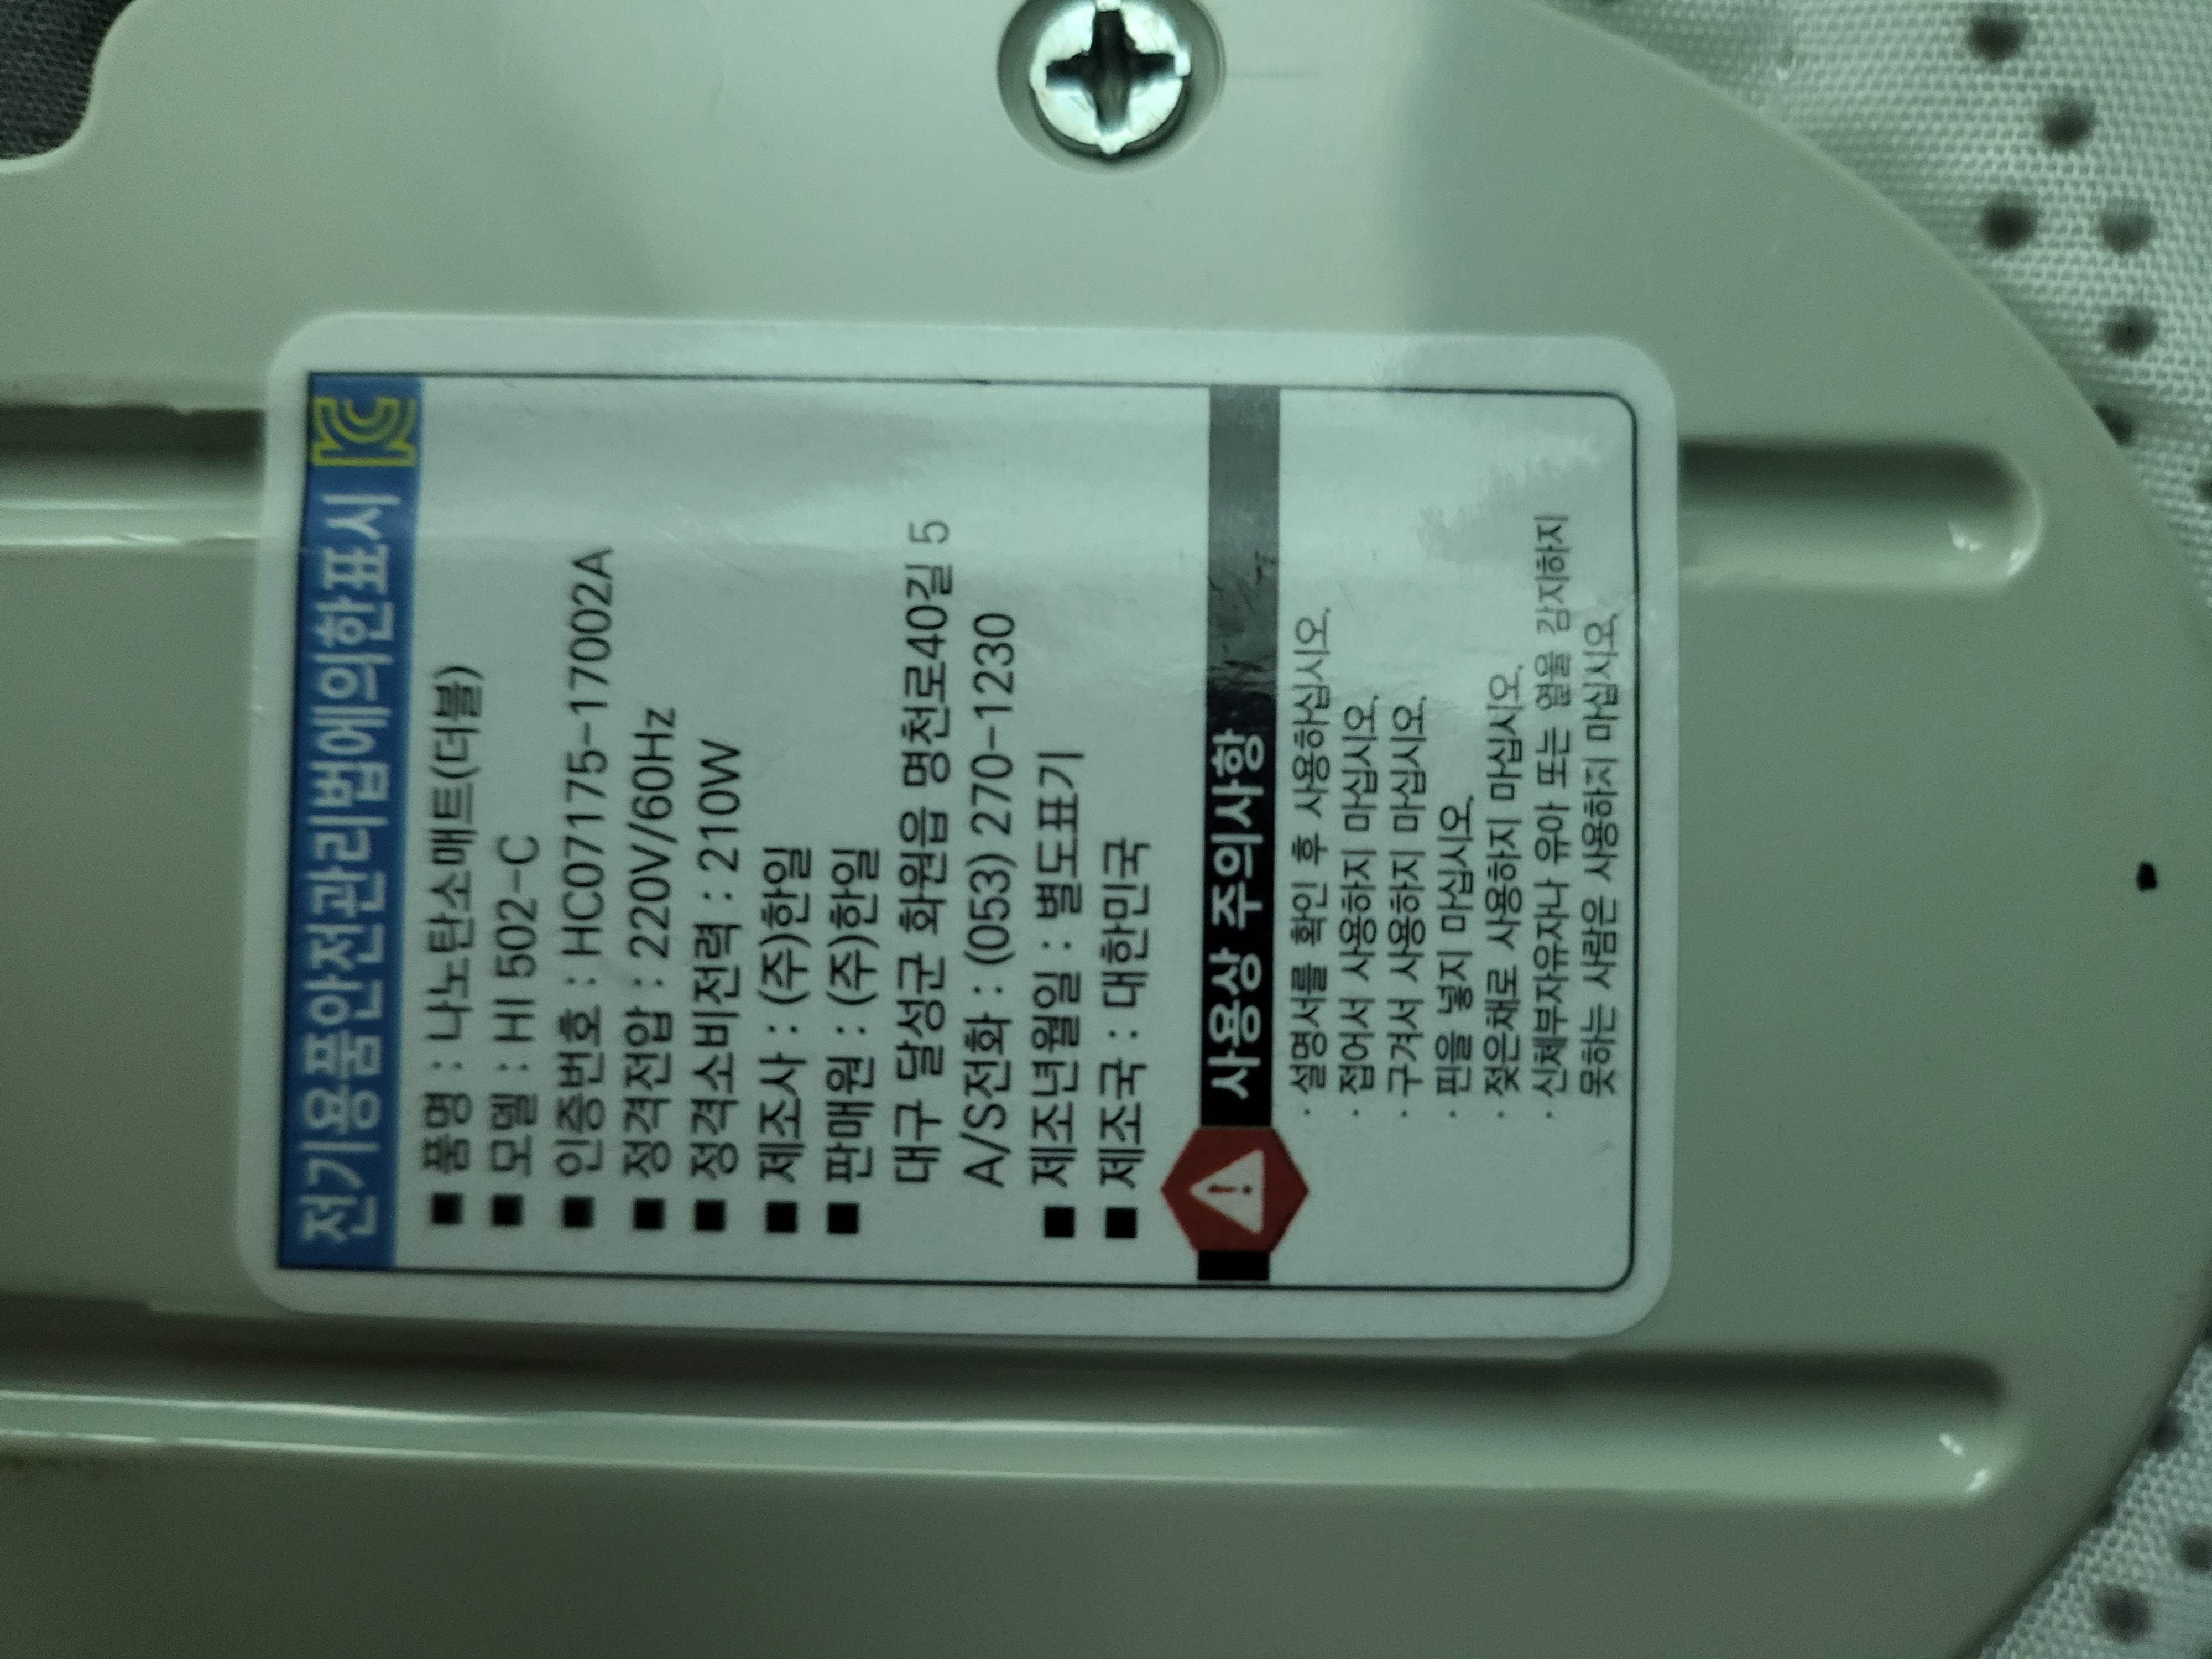 전기용품안전관리법에의한표시 KC
■ 품명 : 나노탄소매트(더블)
■ 모델 : HI 502-C
■ 인증번호 : HC07175-17002A
■ 정격전압 : 220V/60Hz
■ 정격소비전력 : 210W
■ 제조사 : (주)한일
■ 판매원 : (주)한일
대구 달성군 화원읍 명천로40길 5
A/S전화 : (053) 270-1230
■ 제조년월일 : 별도표기
■ 제조국 : 대한민국
사용상 주의사항
· 설명서를 확인 후 사용하십시오.
· 접어서 사용하지 마십시오.
· 구겨서 사용하지 마십시오.
· 핀을 넣지 마십시오.
· 젖은채로 사용하지 마십시오.
· 신체부자유자나 유아 또는 열을 감지하지
못하는 사람은 사용하지 마십시오.